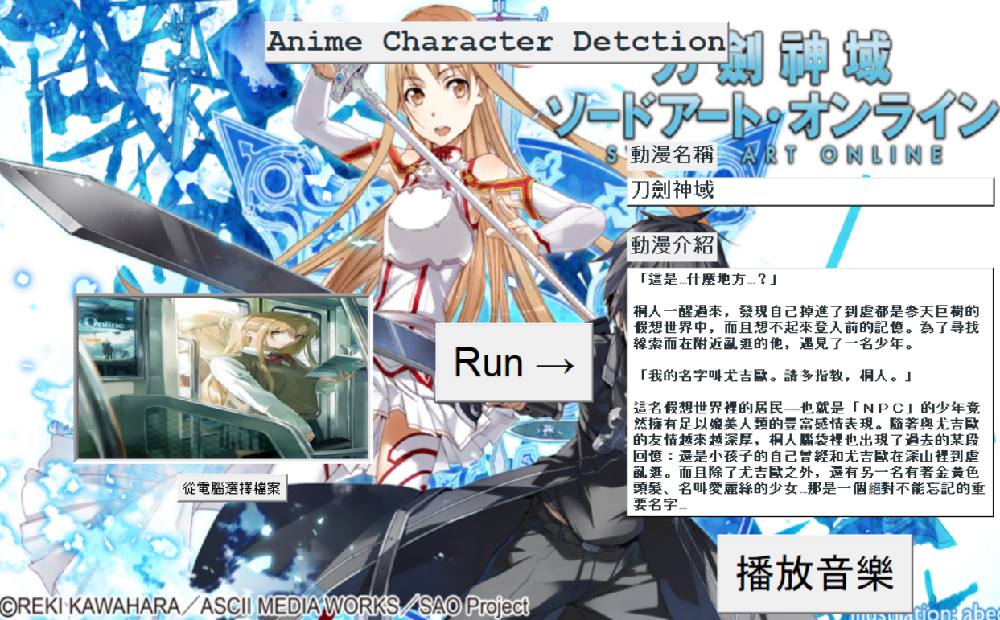 Anime Character Detction
刀劍神域
ソードアート・オンライン
ART ONLINE
動漫名稱
刀劍神域
動漫介紹
「這是…什麼地方…？」
桐人一醒過來，發現自己掉進了到處都是參天巨樹的
假想世界中，而且想不起來登入前的記憶。為了尋找
線索而在附近亂逛的他，遇見了一名少年。
「我的名字叫尤吉歐。請多指教，桐人。」
這名假想世界裡的居民—也就是「ＮＰＣ」的少年竟
然擁有足以媲美人類的豐富感情表現。隨著與尤吉歐
的友情越來越深厚，桐人腦袋裡也出現了過去的某段
回憶：還是小孩子的自己曾經和尤吉歐在深山裡到處
亂逛。而且除了尤吉歐之外，還有另一名有著金黃色
頭髮、名叫愛麗絲的少女…那是一個絕對不能忘記的重
要名字…
Online
Run →
從電腦選擇檔案
播放音樂
©REKI KAWAHARA／ASCII MEDIA WORKS／SAO Project
illustration: abec